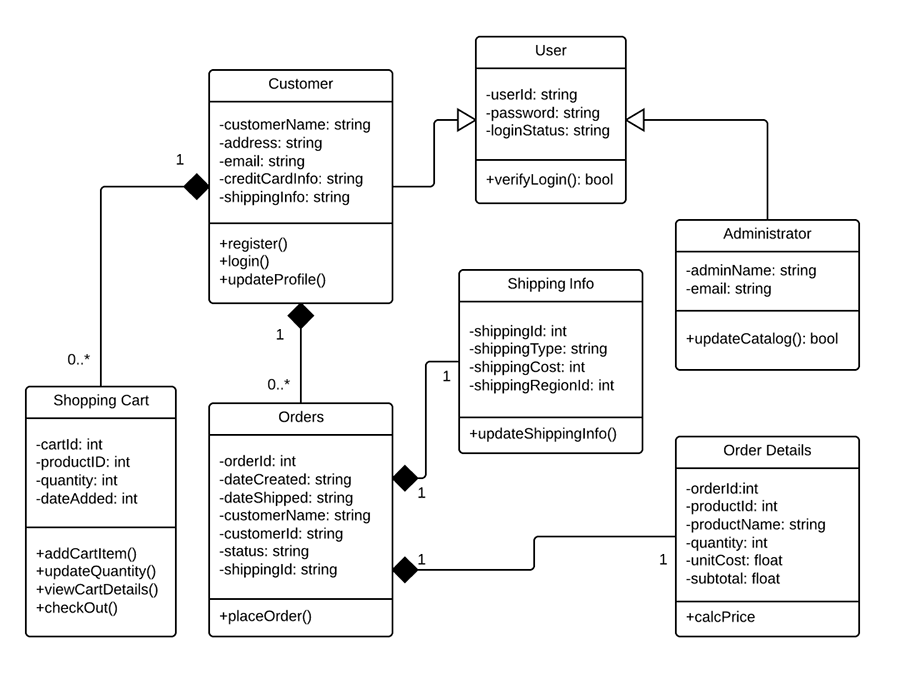 User
-userId: string
-password: string
-loginStatus: string
+verifyLogin(): bool
Customer
-customerName: string
-address: string
-email: string
-creditCardInfo: string
-shippingInfo: string
+register()
+login()
+updateProfile()
1
1
0..*
0..*
Administrator
-adminName: string
-email: string
+updateCatalog(): bool
Shipping Info
-shippingId: int
-shippingType: string
-shippingCost: int
-shippingRegionId: int
+updateShippingInfo()
1
1
Shopping Cart
-cartId: int
-productID: int
-quantity: int
-dateAdded: int
+addCartItem()
+updateQuantity()
+viewCartDetails()
+checkOut()
Orders
-orderId: int
-dateCreated: string
-dateShipped: string
-customerName: string
-customerId: string
-status: string
-shippingId: string
+placeOrder()
1
1
Order Details
-orderId:int
-productId: int
-productName: string
-quantity: int
-unitCost: float
-subtotal: float
+calcPrice